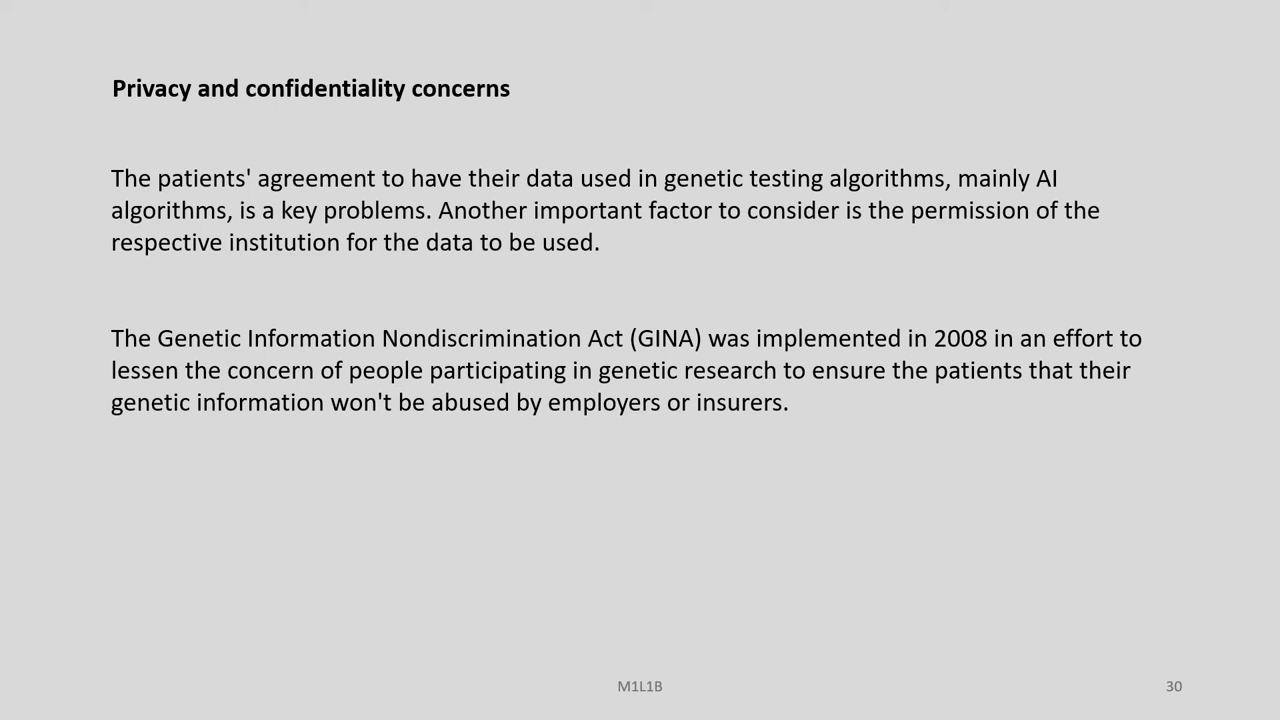 Privacy and confidentiality concerns
The patients' agreement to have their data used in genetic testing algorithms, mainly AI
algorithms, is a key problems. Another important factor to consider is the permission of the
respective institution for the data to be used.
The Genetic Information Nondiscrimination Act (GINA) was implemented in 2008 in an effort to
lessen the concern of people participating in genetic research to ensure the patients that their
genetic information won't be abused by employers or insurers.
M1L1B
30